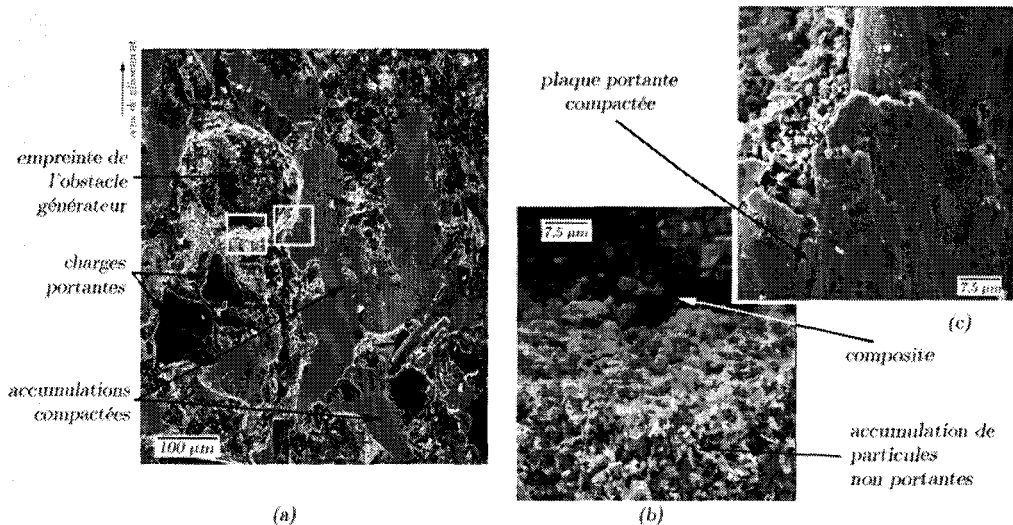 sens de glissement
empreinte de
l'obstacle
générateur
charges
portantes
accumulations
compactées
100 µm
(a)
7.5 µm
composite
accumulation de
particules
non portantes
(b)
plaque portante
compactée
7.5 µm
(c)